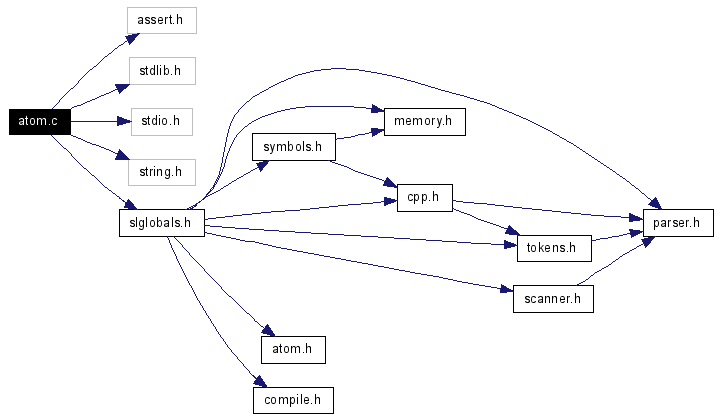 assert.h
stdlib.h
atom.c
stdio.h
memory.h
symbols.h
string.h
cpp.h
slglobals.h
parser.h
tokens.h
scanner.h
atom.h
compile.h